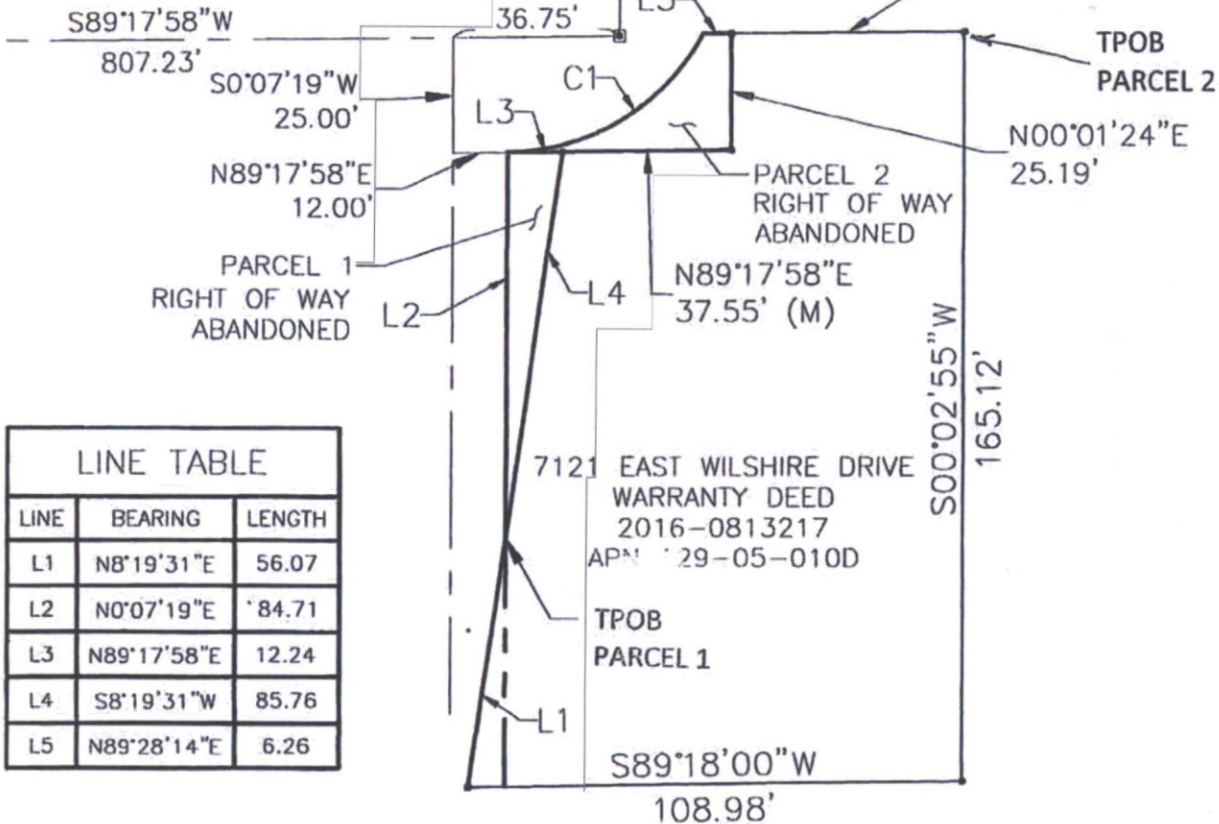 S89°17'58"W
807.23'
36.75'
L5
TPOB
PARCEL 2
S0°07'19"W
25.00'
C1
L3
N00°01'24"E
25.19'
N89°17'58"E
12.00'
PARCEL 2
RIGHT OF WAY
ABANDONED
PARCEL 1
RIGHT OF WAY
ABANDONED
L2
L4
N89°17'58"E
37.55' (M)
S00°02'55"W
165.12'
7121 EAST WILSHIRE DRIVE
WARRANTY DEED
2016-0813217
APN 29-05-010D
TPOB
PARCEL 1
L1
S89°18'00"W
108.98'
LINE TABLE
LINE BEARING LENGTH
L1 N8°19'31"E 56.07
L2 N0°07'19"E 84.71
L3 N89°17'58"E 12.24
L4 S8°19'31"W 85.76
L5 N89°28'14"E 6.26